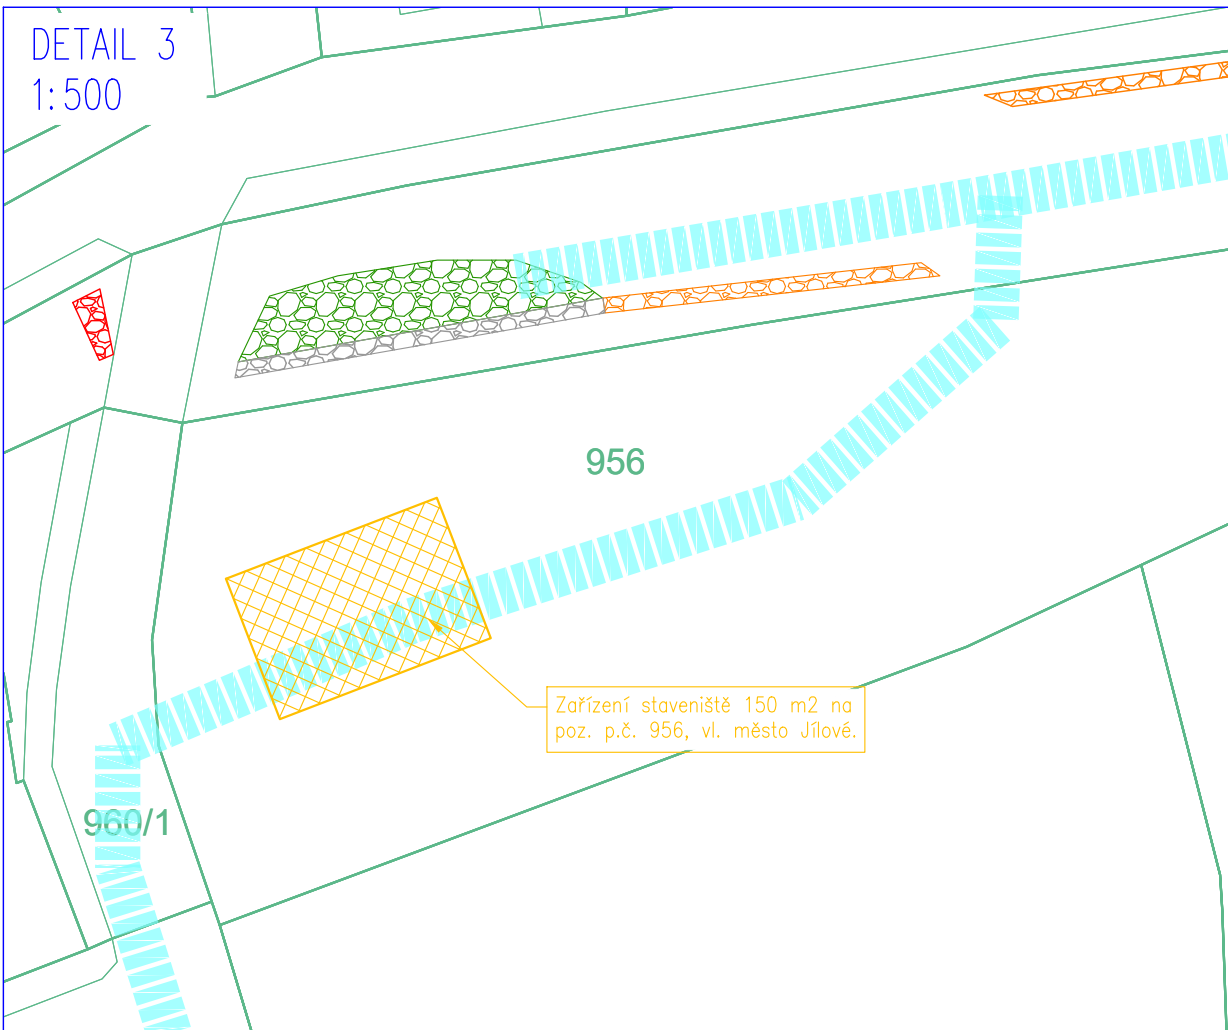 DETAIL 3
1:500
956
Zařízení staveniště 150 m2 na
poz. p.č. 956, vl. město Jílové.
960/1